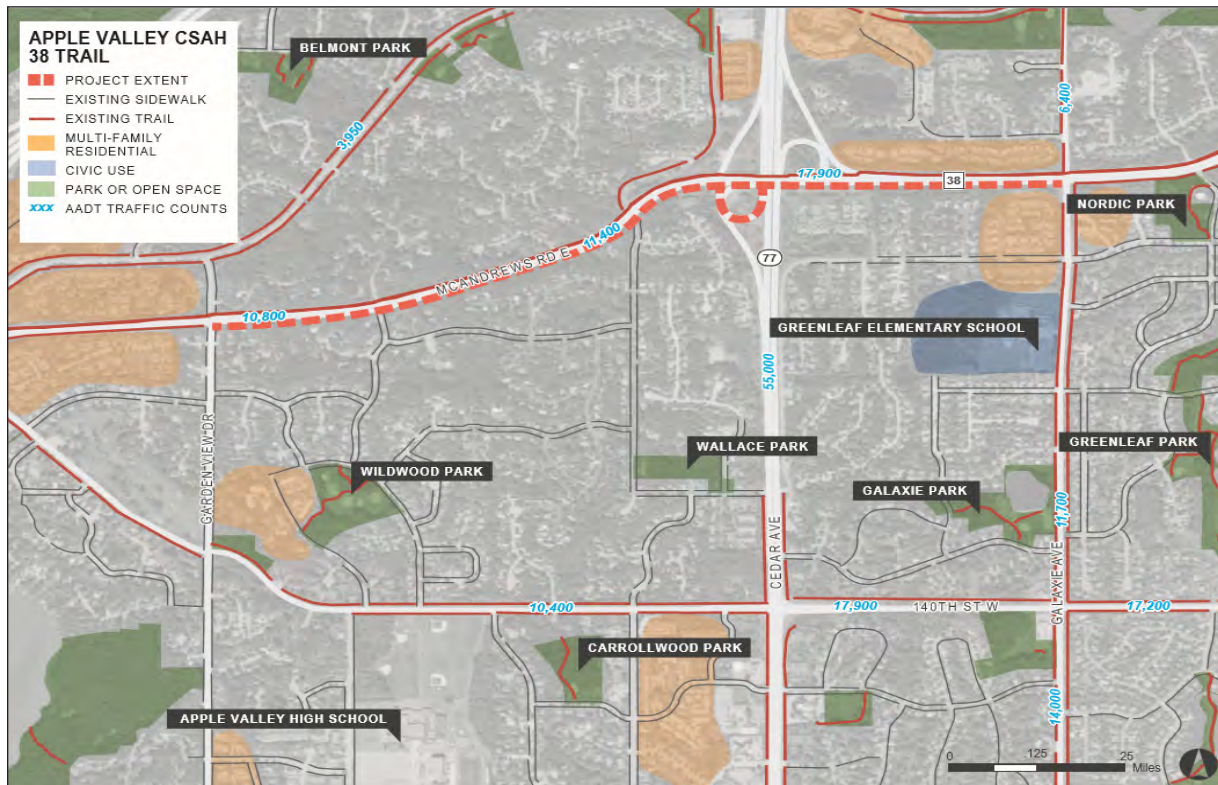 APPLE VALLEY CSAH
38 TRAIL
PROJECT EXTENT
EXISTING SIDEWALK
EXISTING TRAIL
MULTI-FAMILY
RESIDENTIAL
CIVIC USE
PARK OR OPEN SPACE
xxx AADT TRAFFIC COUNTS
BELMONT PARK
3,950
6,400
17,900
38
NORDIC PARK
11,400
MCANDREWS RD E
77
10,800
GREENLEAF ELEMENTARY SCHOOL
55,000
GARDEN VIEW DR
WALLACE PARK
GREENLEAF PARK
WILDWOOD PARK
GALAXIE PARK
11,700
CEDAR AVE
GALAXIE AVE
10,400
17,900
140TH ST W
17,200
CARROLLWOOD PARK
APPLE VALLEY HIGH SCHOOL
14,000
0 .125 25
Miles